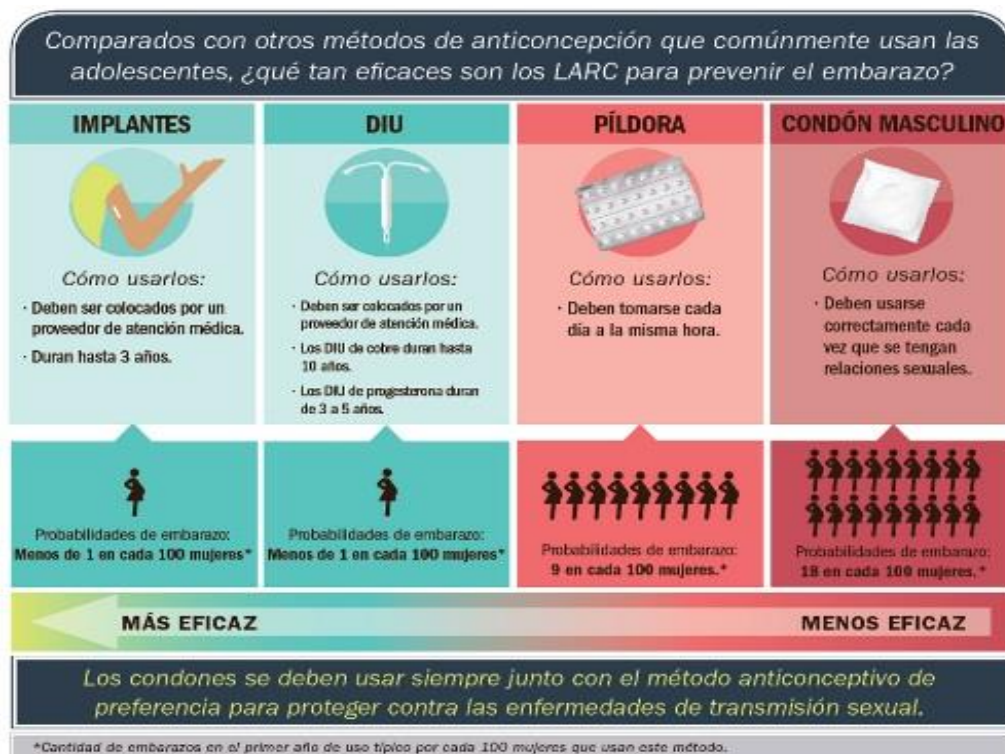 Comparados con otros métodos de anticoncepción que comúnmente usan las
adolescentes, ¿qué tan eficaces son los LARC para prevenir el embarazo?
IMPLANTES
Cómo usarlos:
· Deben ser colocados por un
proveedor de atención médica.
· Duran hasta 3 años.
Probabilidades de embarazo:
Menos de 1 en cada 100 mujeres*
DIU
Cómo usarlos:
· Deben ser colocados por un
proveedor de atención médica.
· Los DIU de cobre duran hasta
10 años.
· Los DIU de progesterona duran
de 3 a 5 años.
Probabilidades de embarazo:
Menos de 1 en cada 100 mujeres*
PÍLDORA
Cómo usarlos:
· Deben tomarse cada
día a la misma hora.
Probabilidades de embarazo:
9 en cada 100 mujeres.*
CONDÓN MASCULINO
Cómo usarlos:
· Deben usarse
correctamente cada
vez que se tengan
relaciones sexuales.
Probabilidades de embarazo:
18 en cada 100 mujeres.*
MÁS EFICAZ
MENOS EFICAZ
Los condones se deben usar siempre junto con el método anticonceptivo de
preferencia para proteger contra las enfermedades de transmisión sexual.
*Cantidad de embarazos en el primer año de uso típico por cada 100 mujeres que usan este método.